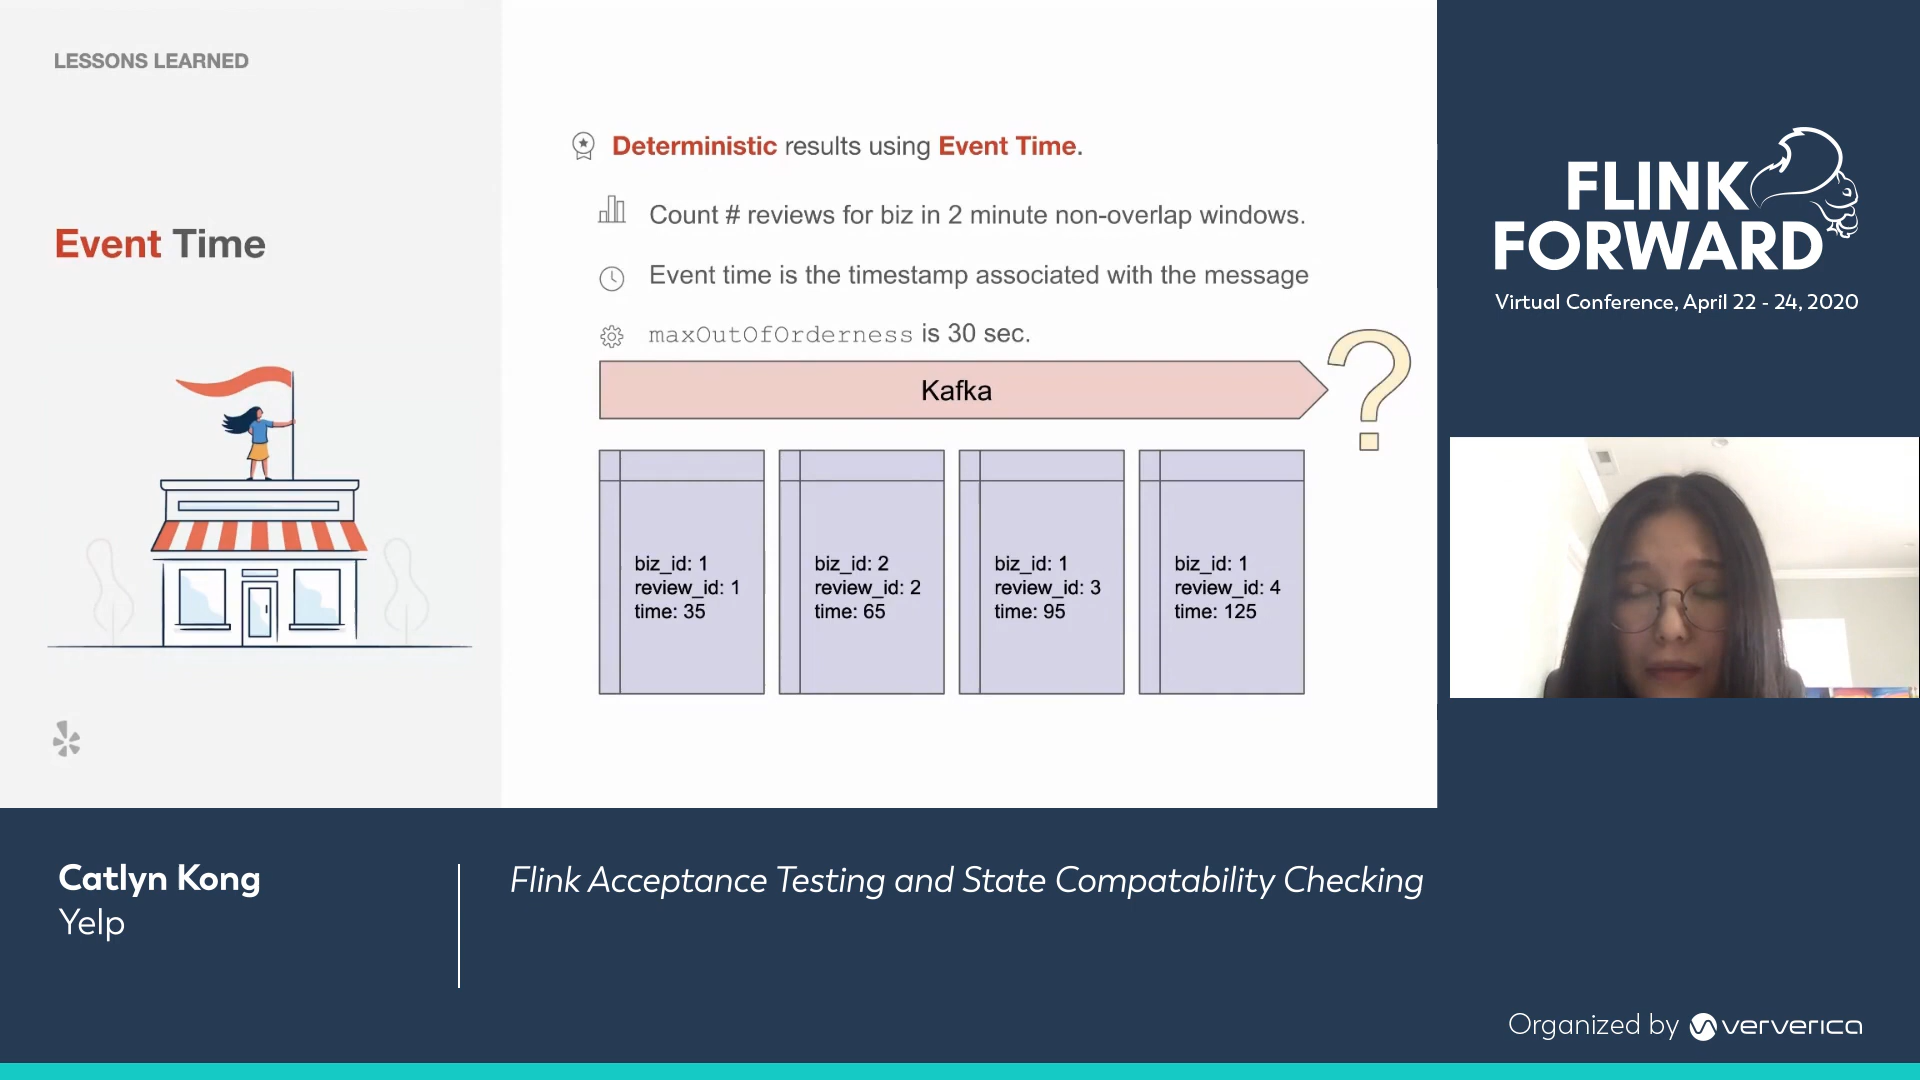 LESSONS LEARNED
Event Time
Deterministic results using Event Time.
Count # reviews for biz in 2 minute non-overlap windows.
Event time is the timestamp associated with the message
maxOutOfOrderness is 30 sec.
Kafka
?
biz_id: 1
review_id: 1
time: 35
biz_id: 2
review_id: 2
time: 65
biz_id: 1
review_id: 3
time: 95
biz_id: 1
review_id: 4
time: 125
FLINK
FORWARD
Virtual Conference, April 22 - 24, 2020
Catlyn Kong
Yelp
Flink Acceptance Testing and State Compatability Checking
Organized by ververica